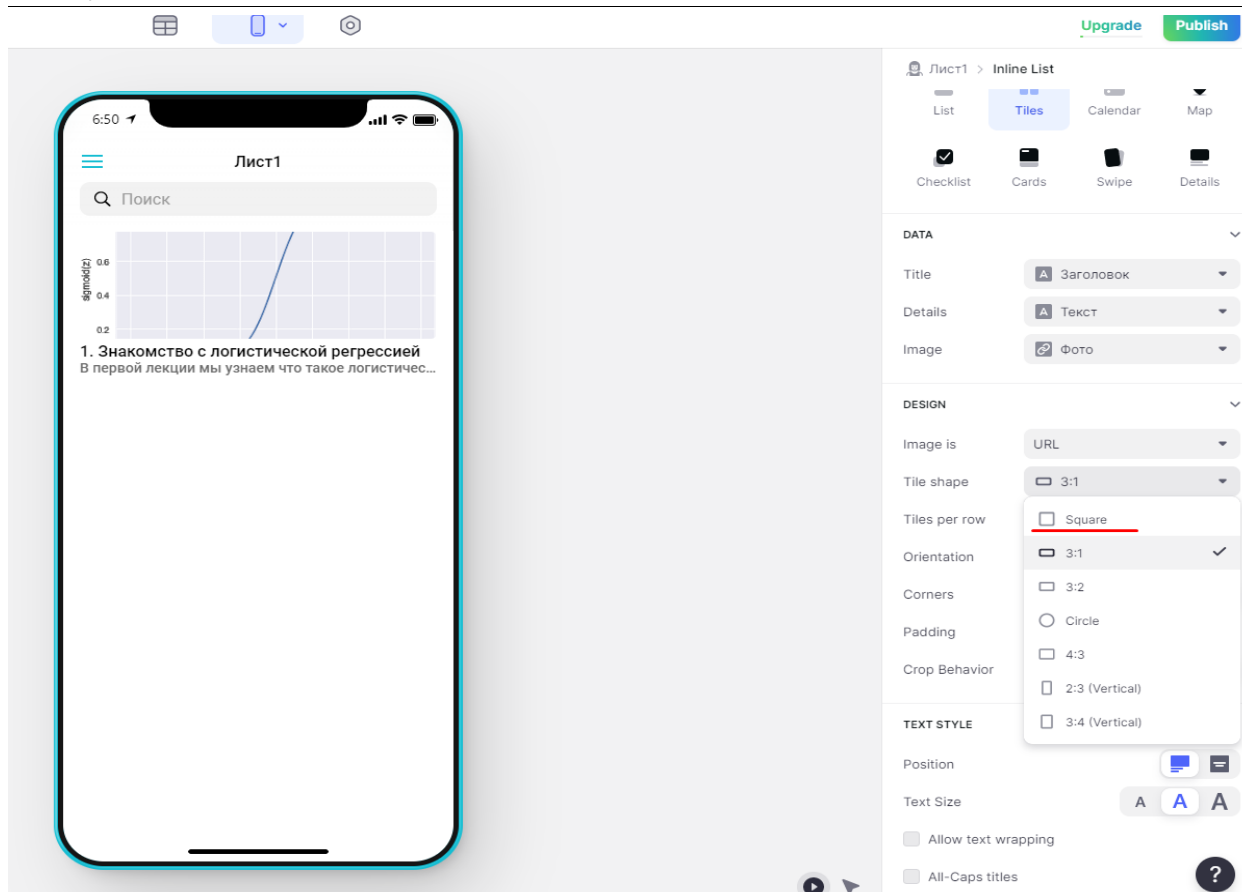 Upgrade
Publish
Лист1 > Inline List
List
Tiles
Calendar
Map
Checklist
Cards
Swipe
Details
6:50
Лист1
Поиск
sigmoid(z)
0.6
0.4
0.2
1. Знакомство с логистической регрессией
В первой лекции мы узнаем что такое логистичес...
DATA
Title
A Заголовок
Details
A Текст
Image
Фото
DESIGN
Image is
URL
Tile shape
3:1
Tiles per row
Square
3:1
Orientation
3:2
Corners
Circle
Padding
4:3
Crop Behavior
2:3 (Vertical)
3:4 (Vertical)
TEXT STYLE
Position
Text Size
A A A
Allow text wrapping
All-Caps titles
?